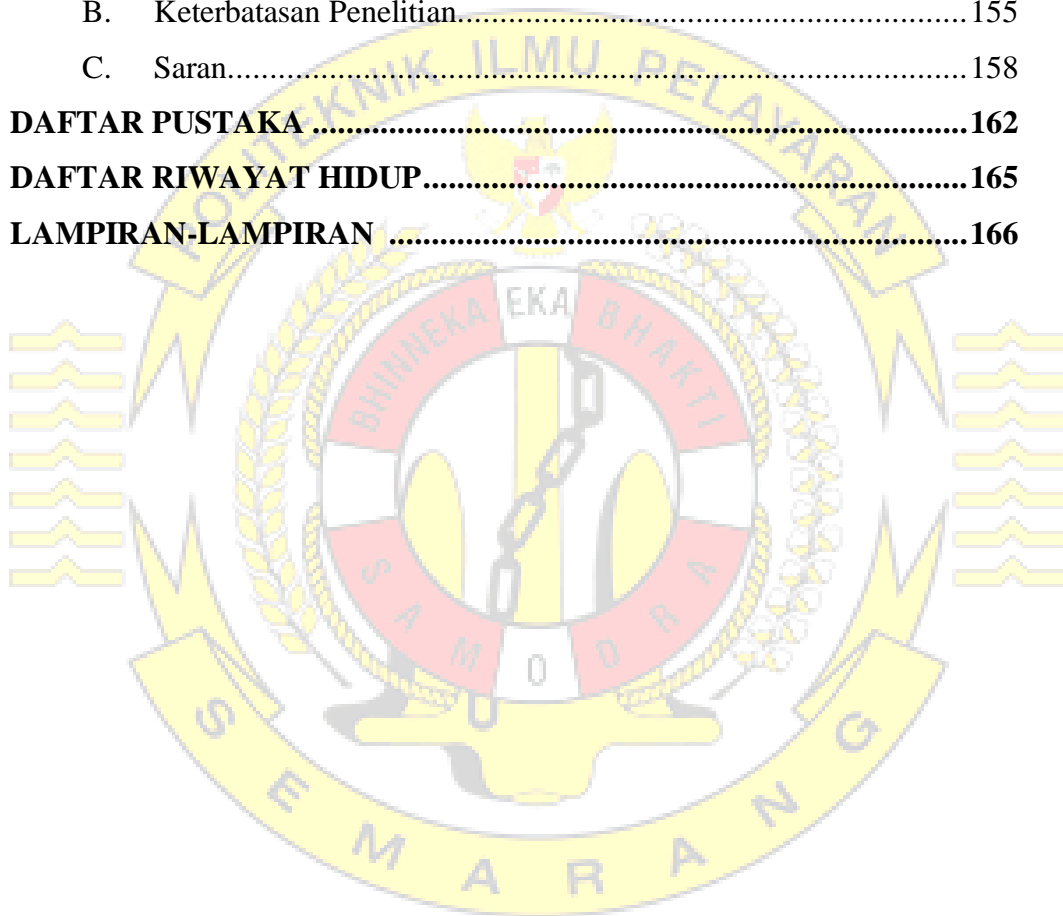 B. Keterbatasan Penelitian.......................................................................155
C. Saran.....................................................................................................158
DAFTAR PUSTAKA ...........................................................................162
DAFTAR RIWAYAT HIDUP..............................................................165
LAMPIRAN-LAMPIRAN ..................................................................166
POLITEKNIK ILMU PELAYARAN
BHINNEKA EKA BHAKTI
SAMODRA
SEMARANG